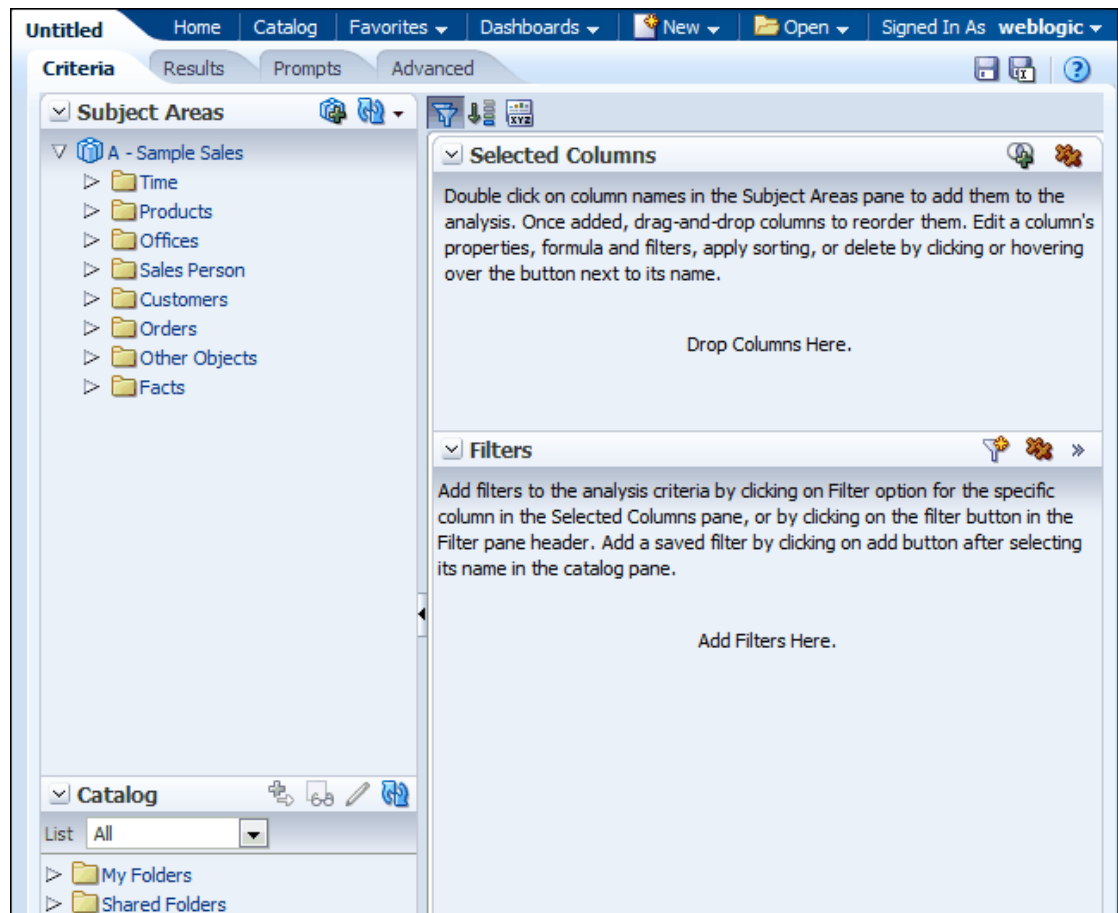 Untitled Home Catalog Favorites Dashboards New Open Signed In As weblogic
Criteria Results Prompts Advanced
Subject Areas
A - Sample Sales
Time
Products
Offices
Sales Person
Customers
Orders
Other Objects
Facts
Catalog
List All
My Folders
Shared Folders
XYZ
Selected Columns
Double click on column names in the Subject Areas pane to add them to the
analysis. Once added, drag-and-drop columns to reorder them. Edit a column's
properties, formula and filters, apply sorting, or delete by clicking or hovering
over the button next to its name.
Drop Columns Here.
Filters
Add filters to the analysis criteria by clicking on Filter option for the specific
column in the Selected Columns pane, or by clicking on the filter button in the
Filter pane header. Add a saved filter by clicking on add button after selecting
its name in the catalog pane.
Add Filters Here.